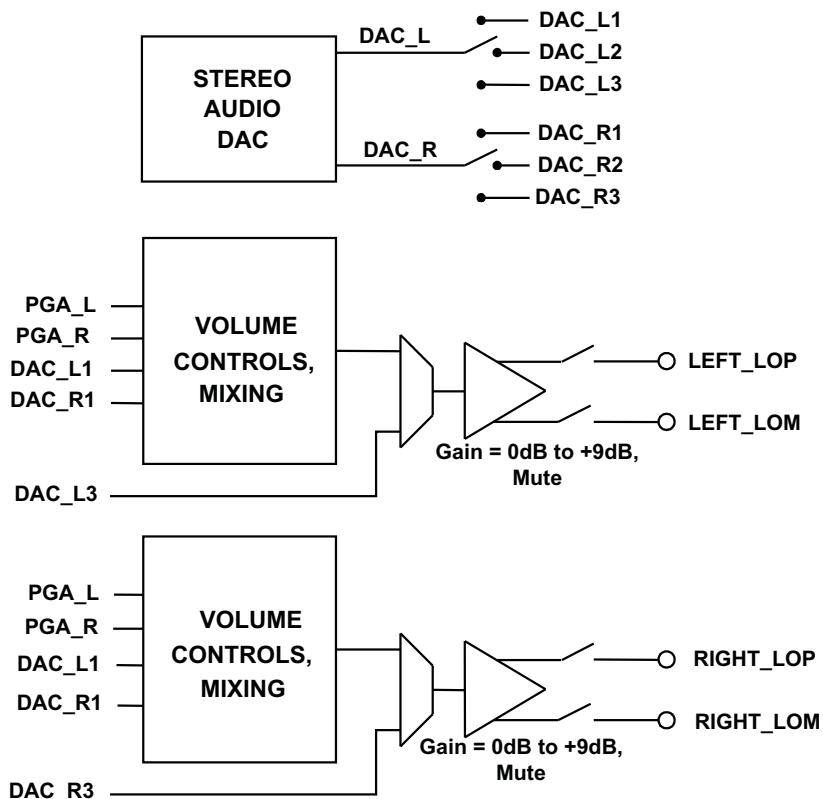 STEREO
AUDIO
DAC
DAC_L
DAC_L1
DAC_L2
DAC_L3
DAC_R
DAC_R1
DAC_R2
DAC_R3
PGA_L
PGA_R
DAC_L1
DAC_R1
DAC_L3
VOLUME
CONTROLS,
MIXING
Gain = 0dB to +9dB,
Mute
LEFT_LOP
LEFT_LOM
PGA_L
PGA_R
DAC_L1
DAC_R1
DAC_R3
VOLUME
CONTROLS,
MIXING
Gain = 0dB to +9dB,
Mute
RIGHT_LOP
RIGHT_LOM